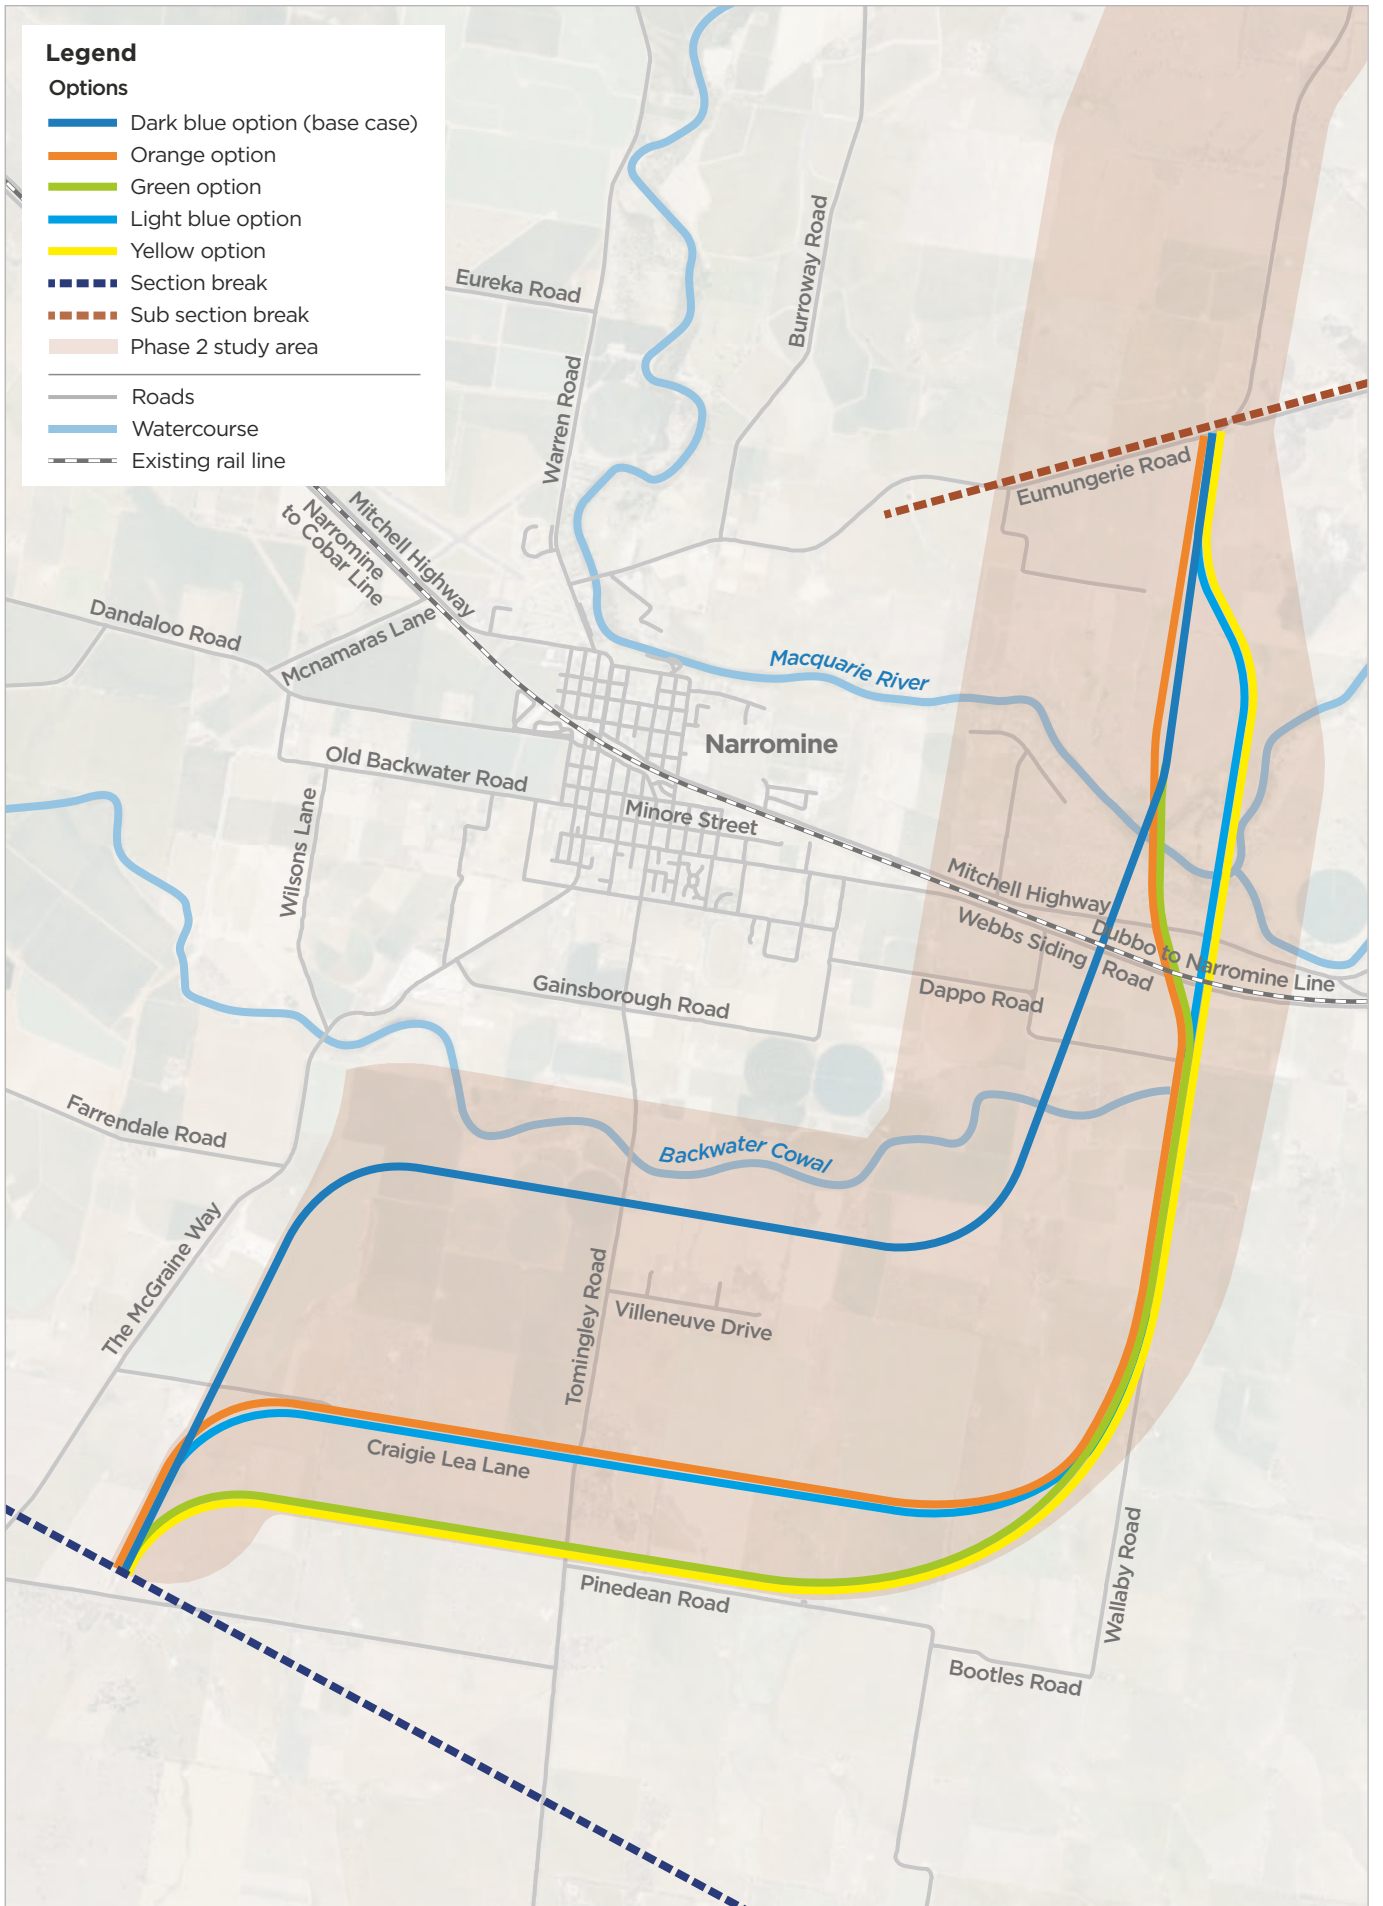 Legend
Options
Dark blue option (base case)
Orange option
Green option
Light blue option
Yellow option
Section break
Sub section break
Phase 2 study area
Roads
Watercourse
Existing rail line
Eureka Road
Burroway Road
Warren Road
Eumungerie Road
Mitchell Highway
Narromine
to Cobar Line
Dandaloo Road
Mcnamaras Lane
Macquarie River
Narromine
Old Backwater Road
Wilsons Lane
Minore Street
Mitchell Highway
Webbs Siding Road
Dubbo to Narromine Line
Gainsborough Road
Dappo Road
Farrendale Road
Backwater Cowal
The McGraine Way
Tomingley Road
Villeneuve Drive
Craigie Lea Lane
Pinedean Road
Wallaby Road
Bootles Road